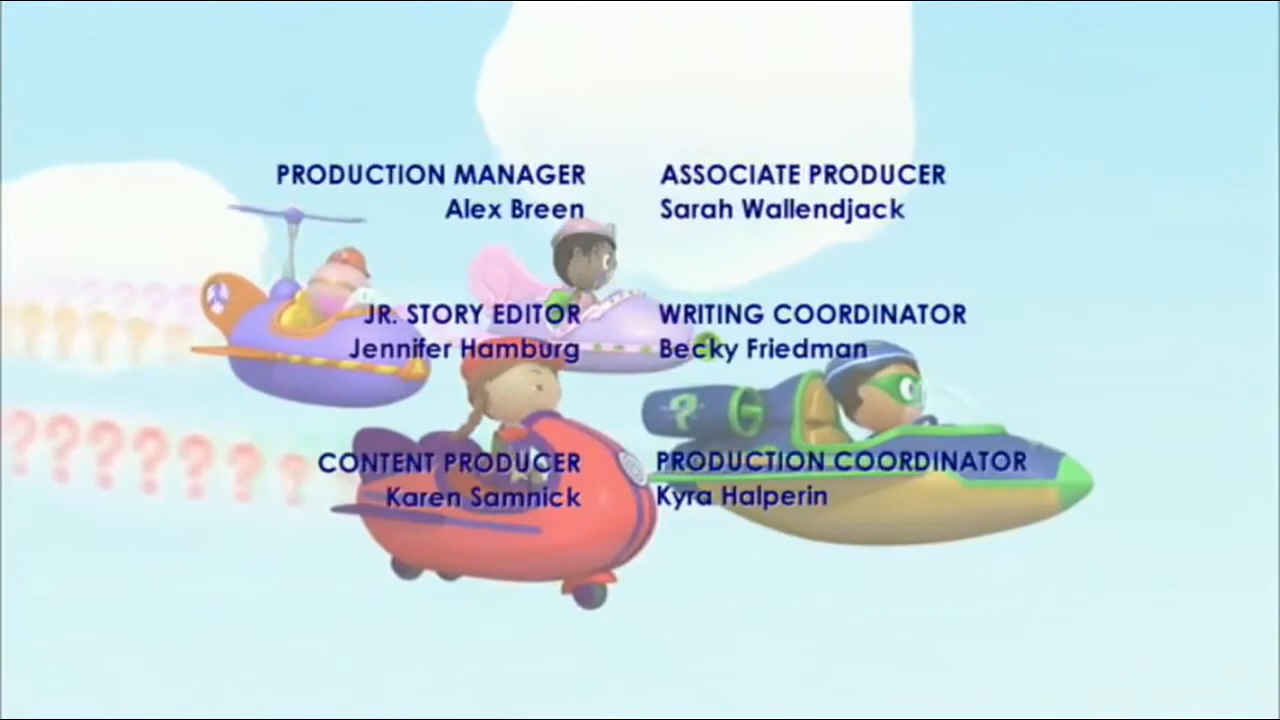 PRODUCTION MANAGER
Alex Breen
ASSOCIATE PRODUCER
Sarah Wallendjack
JR. STORY EDITOR
Jennifer Hamburg
WRITING COORDINATOR
Becky Friedman
CONTENT PRODUCER
Karen Samnick
PRODUCTION COORDINATOR
Kyra Halperin
? ? ? ? ? ? ?
?